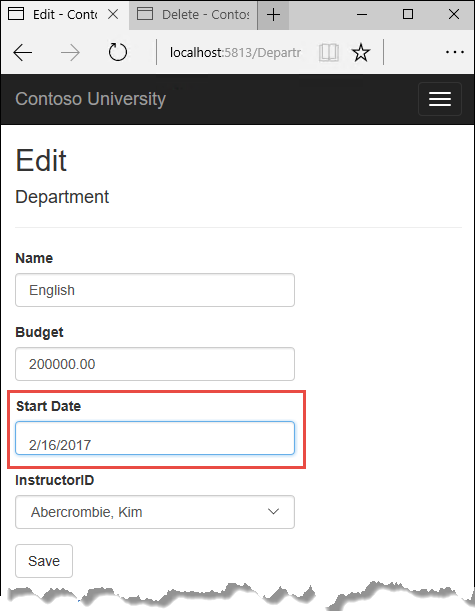 Edit - Conto
Delete - Contos
localhost:5813/Departr
Contoso University
Edit
Department
Name
English
Budget
200000.00
Start Date
2/16/2017
InstructorID
Abercrombie, Kim
Save